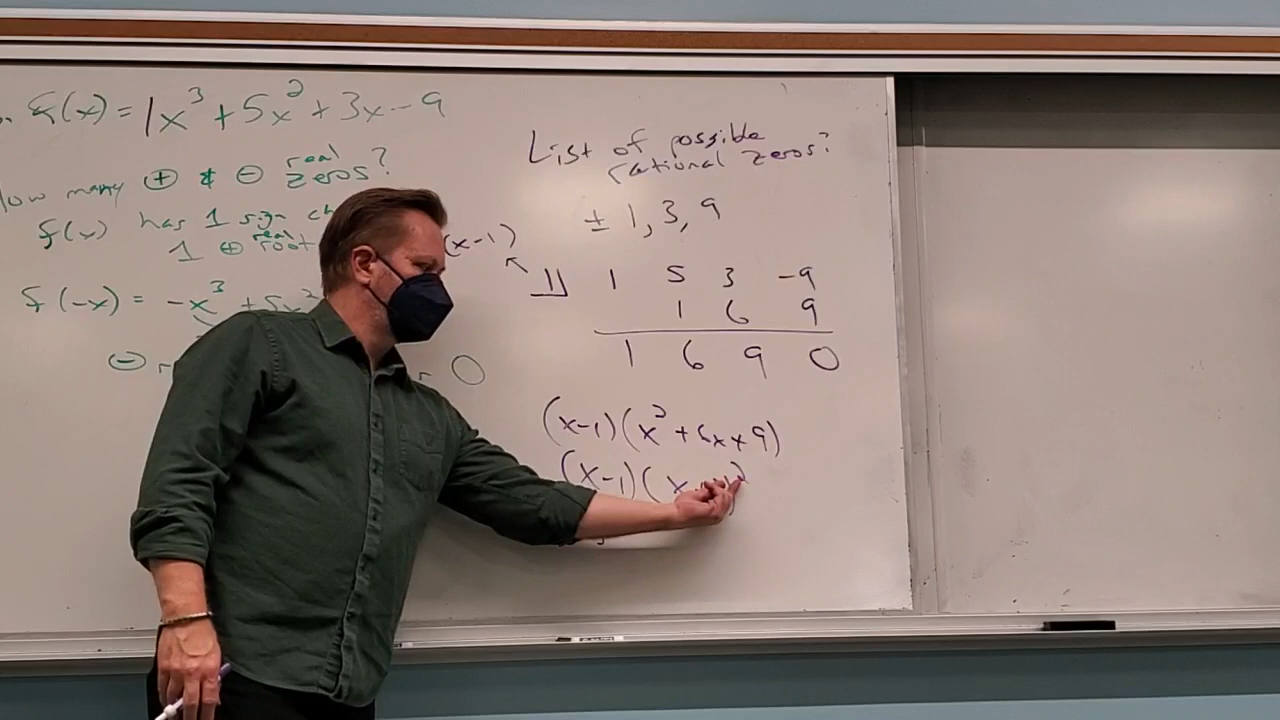 f(x) = 1x³ + 5x² + 3x - 9
How many ⊕ & ⊖ real zeros?
f(x) has 1 sign
1 ⊕ real root
f(-x) = -x³ + 5x²
⊖
0
List of possible
rational zeros?
± 1, 3, 9
(x-1)
1 1 5 3 -9
1 6 9
1 6 9 0
(x-1)(x² + 6x + 9)
(x-1)(x